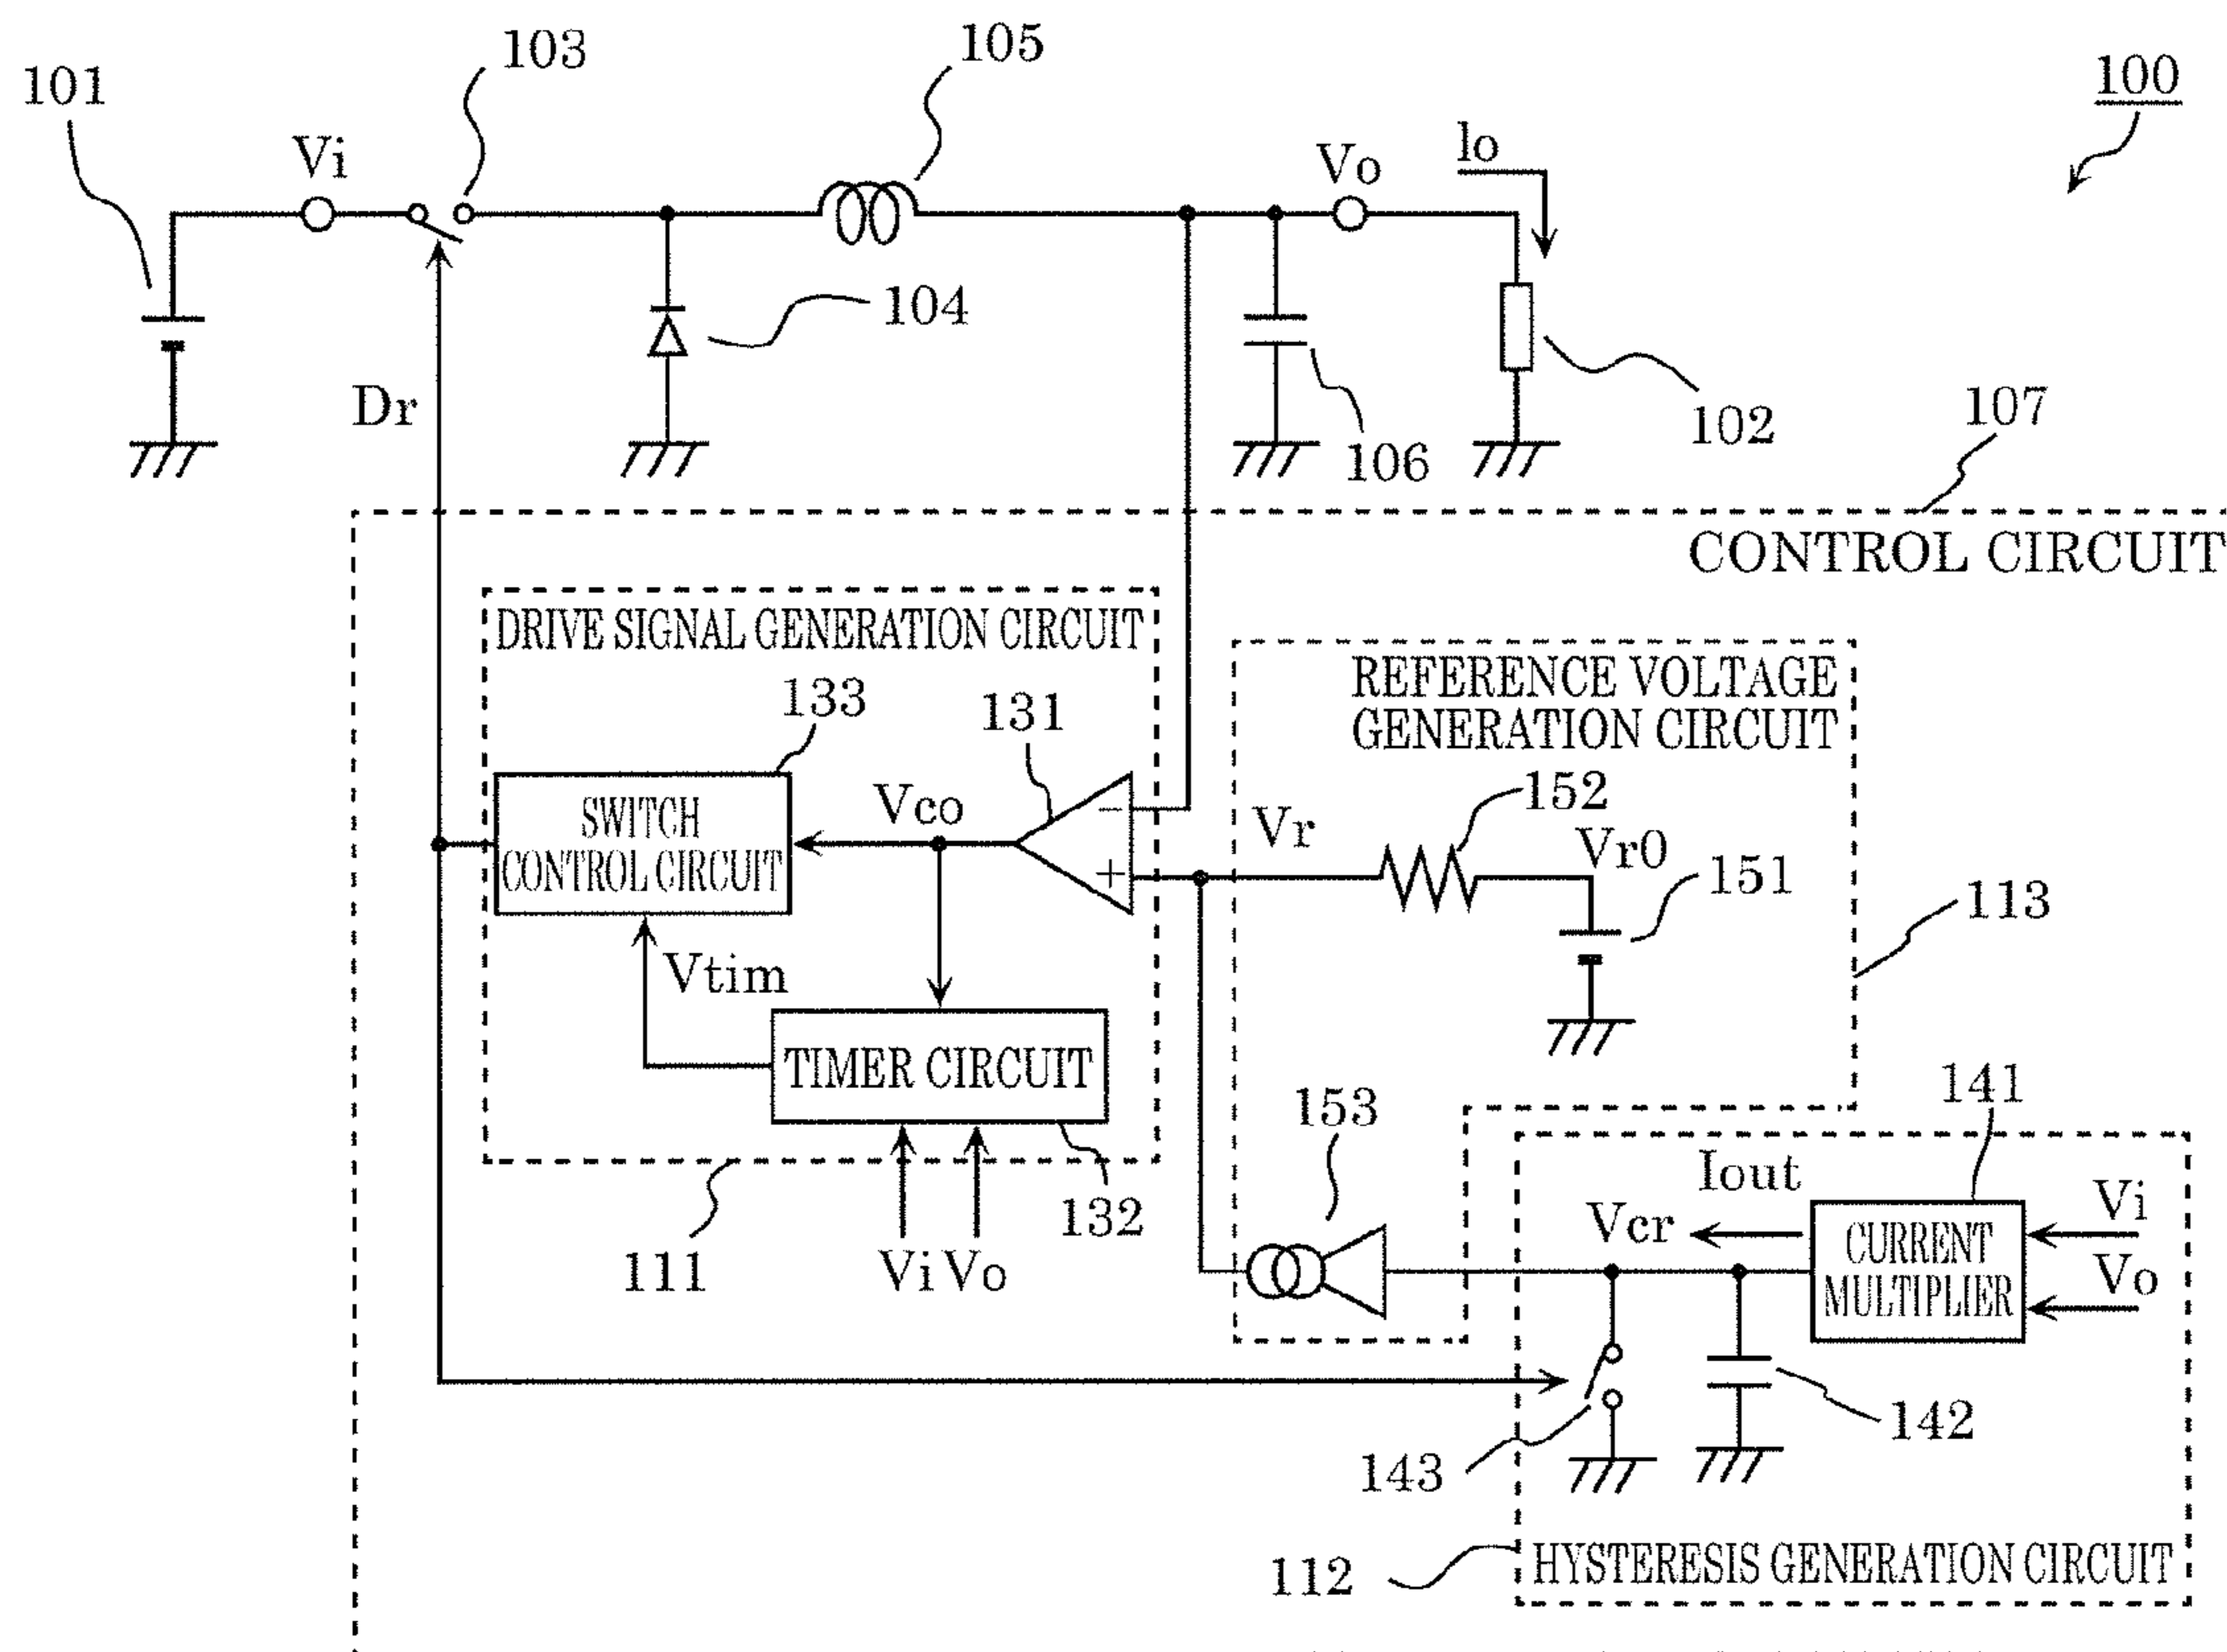 103
105
101
100
Vi
Vo
Io
104
Dr
106
102
107
CONTROL CIRCUIT
DRIVE SIGNAL GENERATION CIRCUIT
REFERENCE VOLTAGE
GENERATION CIRCUIT
133
131
SWITCH
CONTROL CIRCUIT
Vco
−
+
Vr
152
Vr0
151
113
Vtim
TIMER CIRCUIT
153
141
111
Vi Vo
132
Vcr
Iout
CURRENT
MULTIPLIER
Vi
Vo
143
142
112
HYSTERESIS GENERATION CIRCUIT